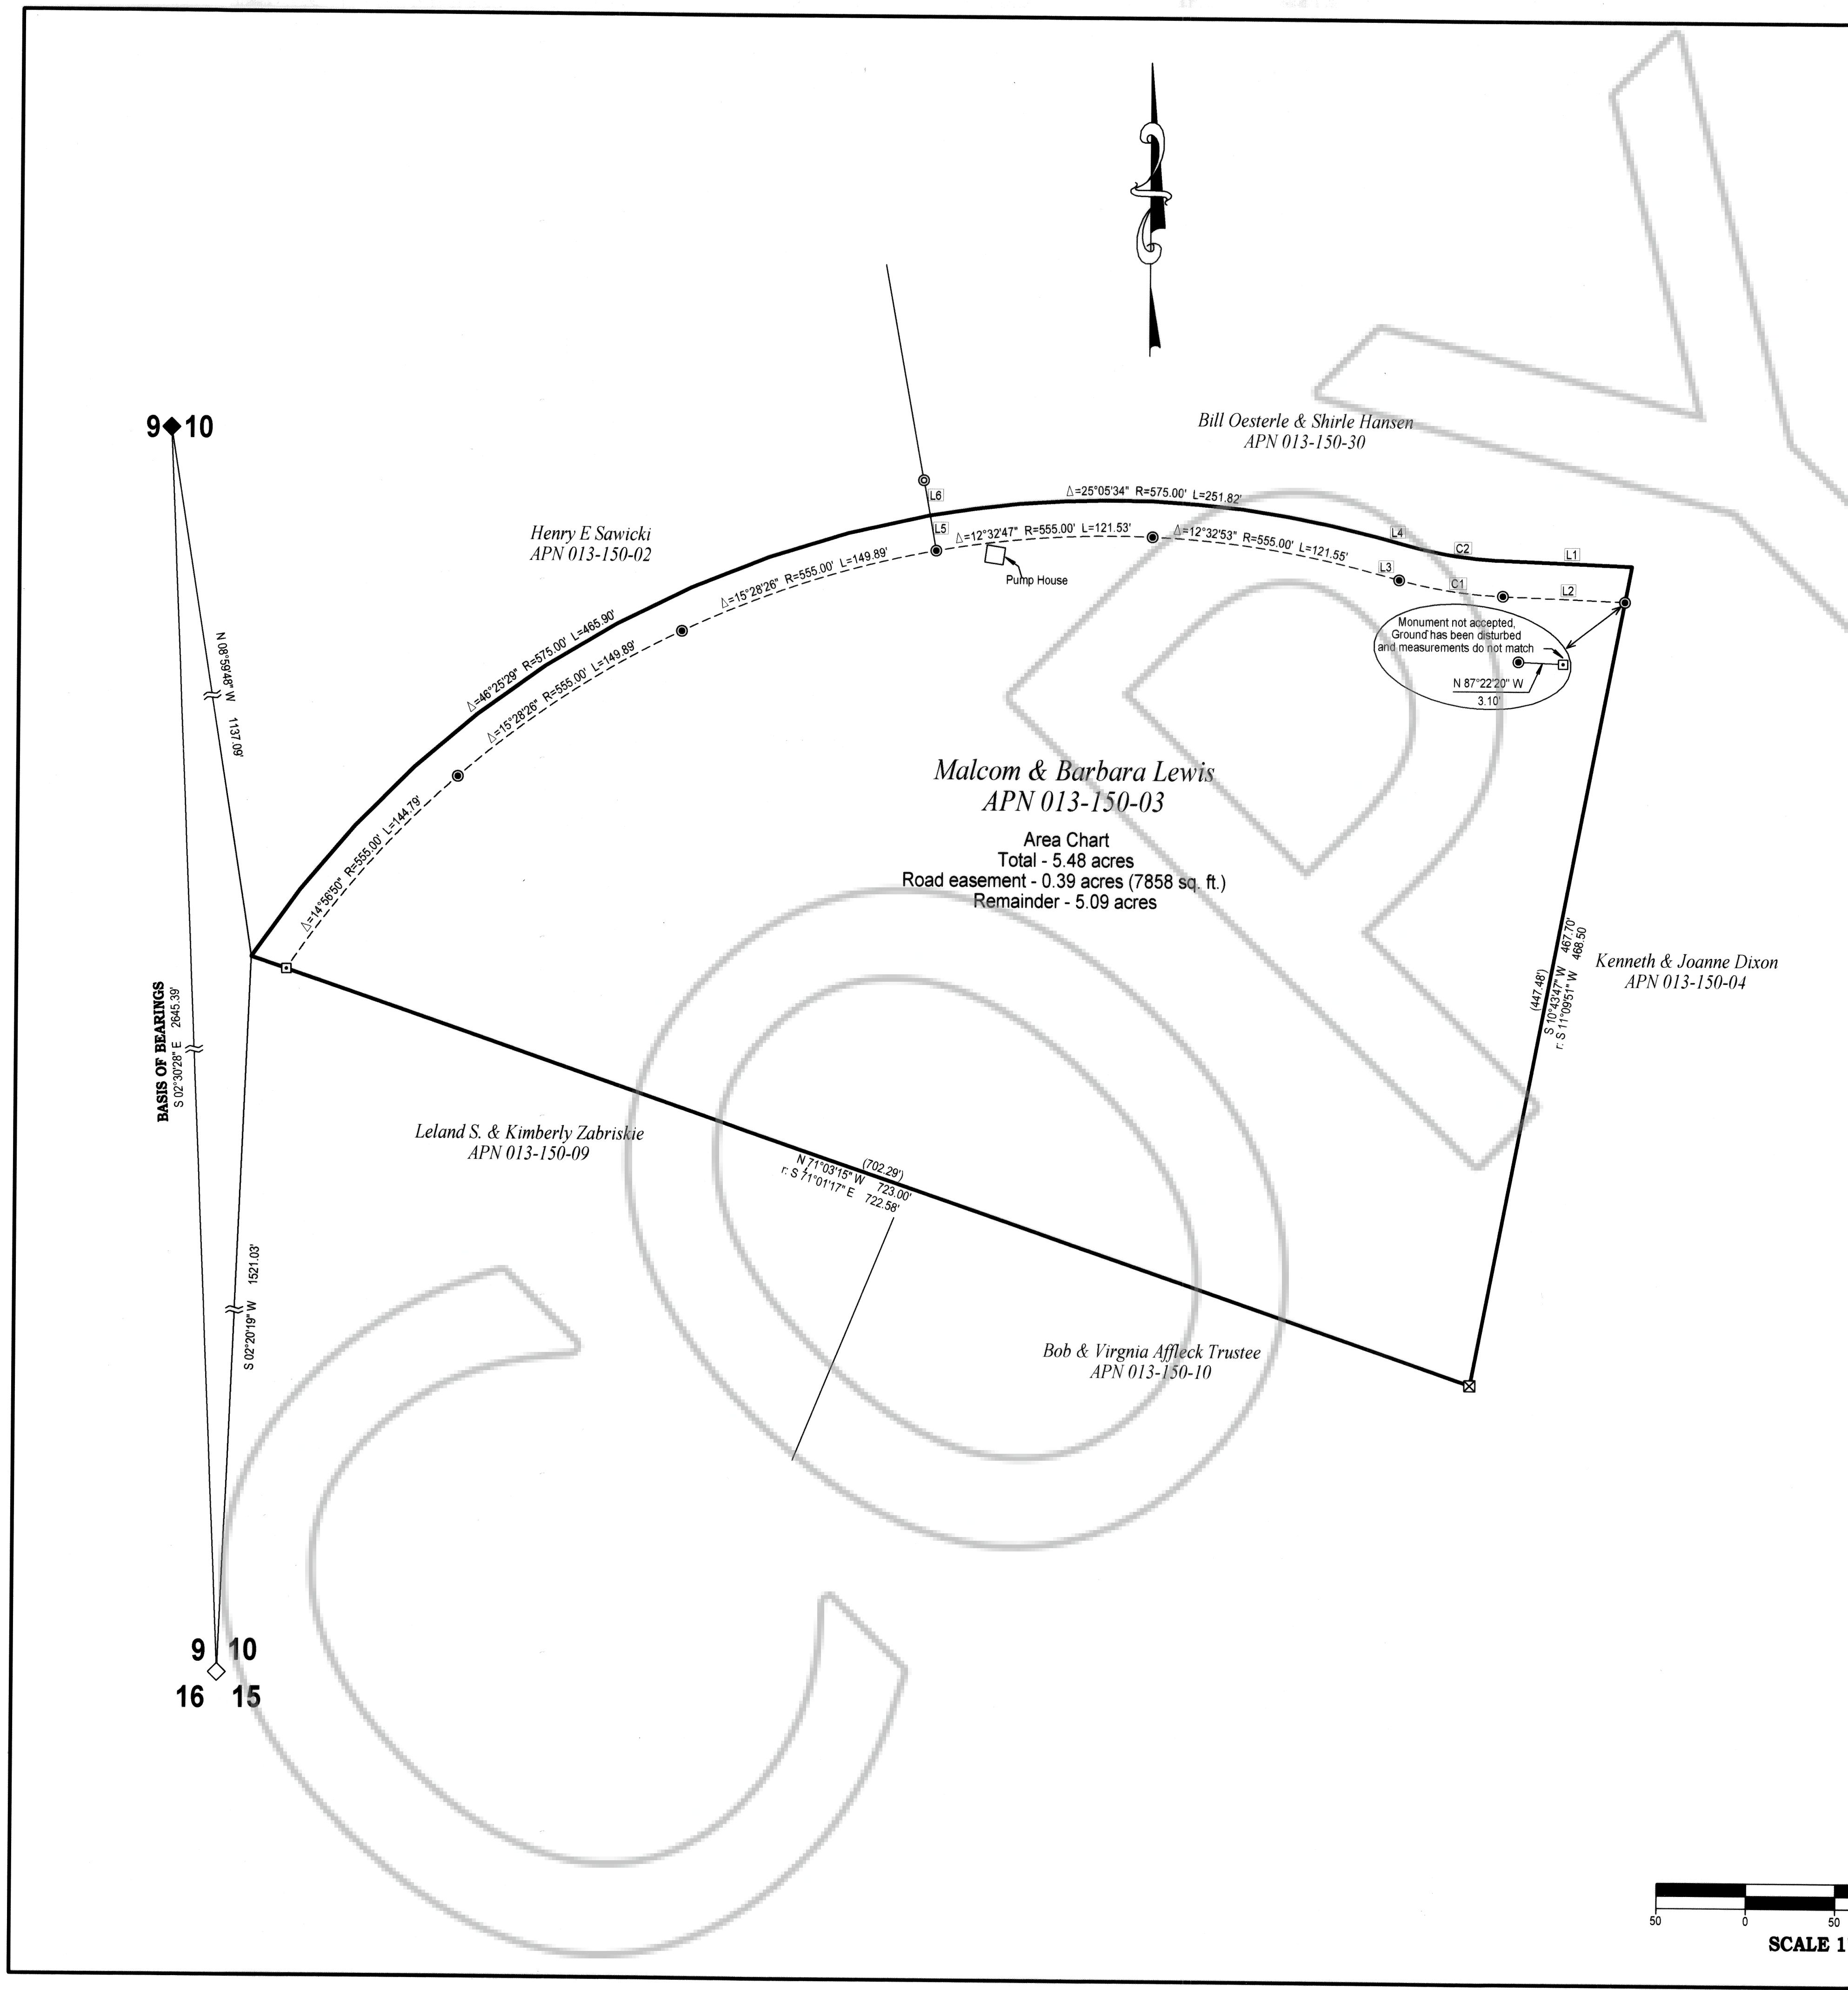 9 10
Bill Oesterle & Shirle Hansen
APN 013-150-30
Henry E Sawicki
APN 013-150-02
L6
L5
Δ=25°05'34" R=575.00' L=251.82'
L4
C2
L1
Δ=12°32'47" R=555.00' L=121.53'
Δ=12°32'53" R=555.00' L=121.55'
L3
C1
L2
Pump House
Δ=46°25'29" R=575.00' L=465.90'
Δ=15°28'26" R=555.00' L=149.89'
Δ=15°28'26" R=555.00' L=149.89'
Δ=14°56'50" R=555.00' L=144.79'
Monument not accepted,
Ground has been disturbed
and measurements do not match
N 87°22'20" W
3.10'
N 08°59'48" W 1137.09'
Malcom & Barbara Lewis
APN 013-150-03
Area Chart
Total - 5.48 acres
Road easement - 0.39 acres (7858 sq. ft.)
Remainder - 5.09 acres
(447.48')
S 10°43'47" W 467.70'
r: S 11°09'51" W 468.50
Kenneth & Joanne Dixon
APN 013-150-04
BASIS OF BEARINGS
S 02°30'28" E 2645.39'
Leland S. & Kimberly Zabriskie
APN 013-150-09
(702.29')
N 71°03'15" W 723.00'
r: S 71°01'17" E 722.58'
S 02°20'19" W 1521.03'
Bob & Virgnia Affleck Trustee
APN 013-150-10
9 10
16 15
50 0 50
SCALE 1
COPY